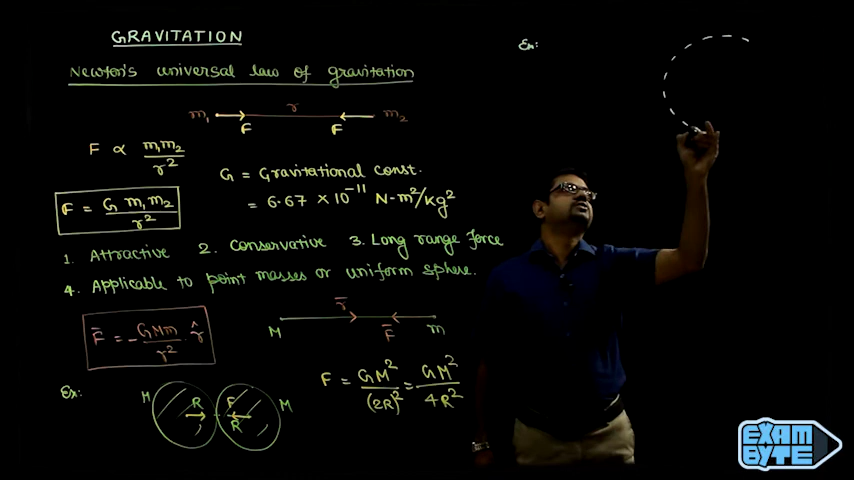 GRAVITATION
Newton's universal law of gravitation
m₁ r m₂
F F
F ∝ m₁m₂/r²
G = Gravitational const.
= 6.67 × 10⁻¹¹ N·m²/kg²
F = G m₁m₂/r²
1. Attractive 2. Conservative 3. Long range force
4. Applicable to point masses or uniform sphere.
F̄ = -GMm/r² · r̂
M r̄ F̄ m
Ex:
M R F R M
F = GM²/(2R)² = GM²/4R²
Ex:
EXAM
BYTE